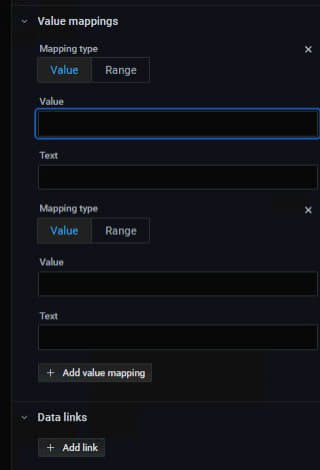 Value mappings
Mapping type
Value Range
Value
Text
Mapping type
Value Range
Value
Text
+ Add value mapping
Data links
+ Add link